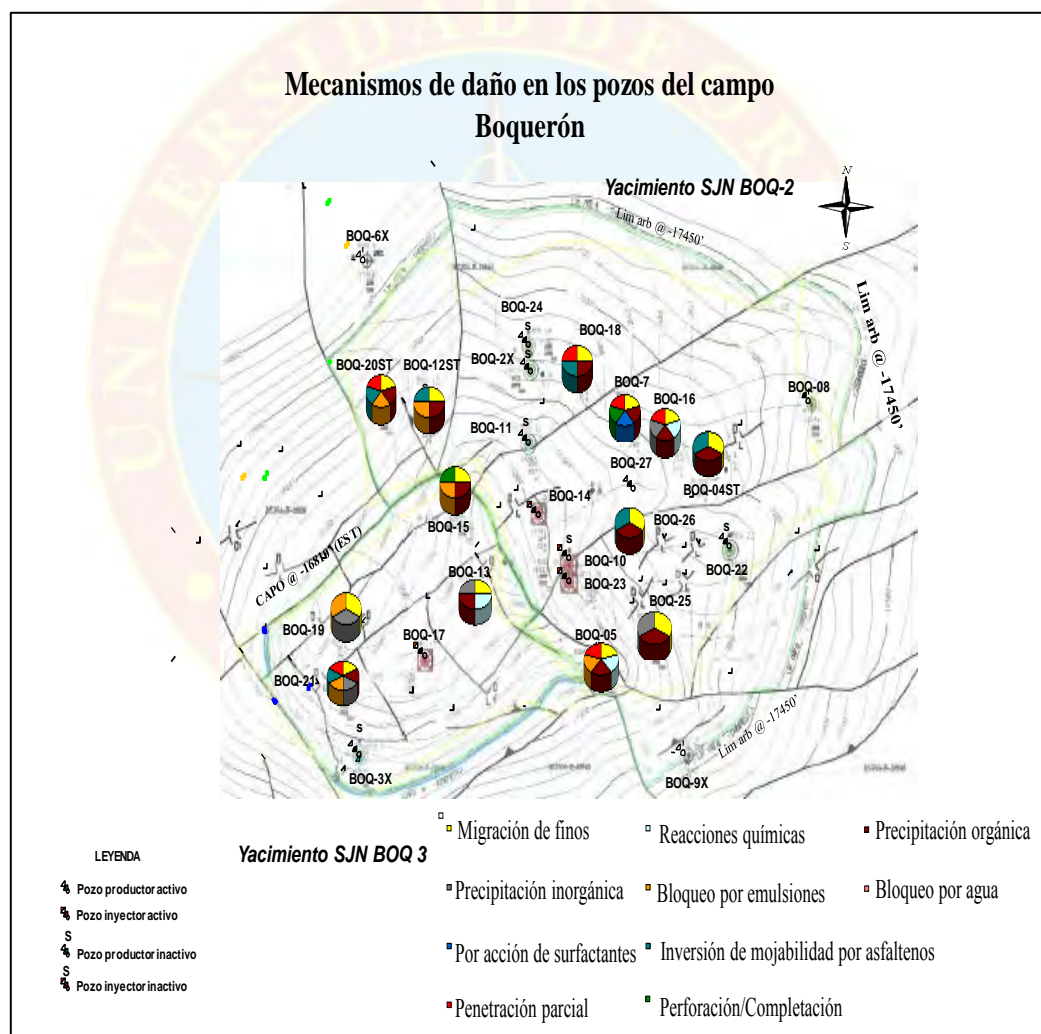 UNIVERSIDAD DE OR
Mecanismos de daño en los pozos del campo
Boquerón
Yacimiento SJN BOQ-2
N
S
Lim arb @ -17450'
Lim arb @ -17450'
BOQ-6X
BOQ-24
S
BOQ-18
BOQ-2X
S
BOQ-20ST
BOQ-12ST
BOQ-7
BOQ-16
BOQ-08
BOQ-11
S
BOQ-27
BOQ-04ST
BOQ-14
BOQ-15
BOQ-26
S
BOQ-10
S
BOQ-22
CAPO @ -16819' (EST)
BOQ-13
BOQ-23
BOQ-25
BOQ-19
BOQ-17
BOQ-05
BOQ-21
S
BOQ-3X
Lim arb @ -17450'
BOQ-9X
Migración de finos
Reacciones químicas
Precipitación orgánica
LEYENDA
Yacimiento SJN BOQ 3
Pozo productor activo
Precipitación inorgánica
Bloqueo por emulsiones
Bloqueo por agua
Pozo inyector activo
S
Pozo productor inactivo
Por acción de surfactantes
Inversión de mojabilidad por asfaltenos
S
Pozo inyector inactivo
Penetración parcial
Perforación/Completación